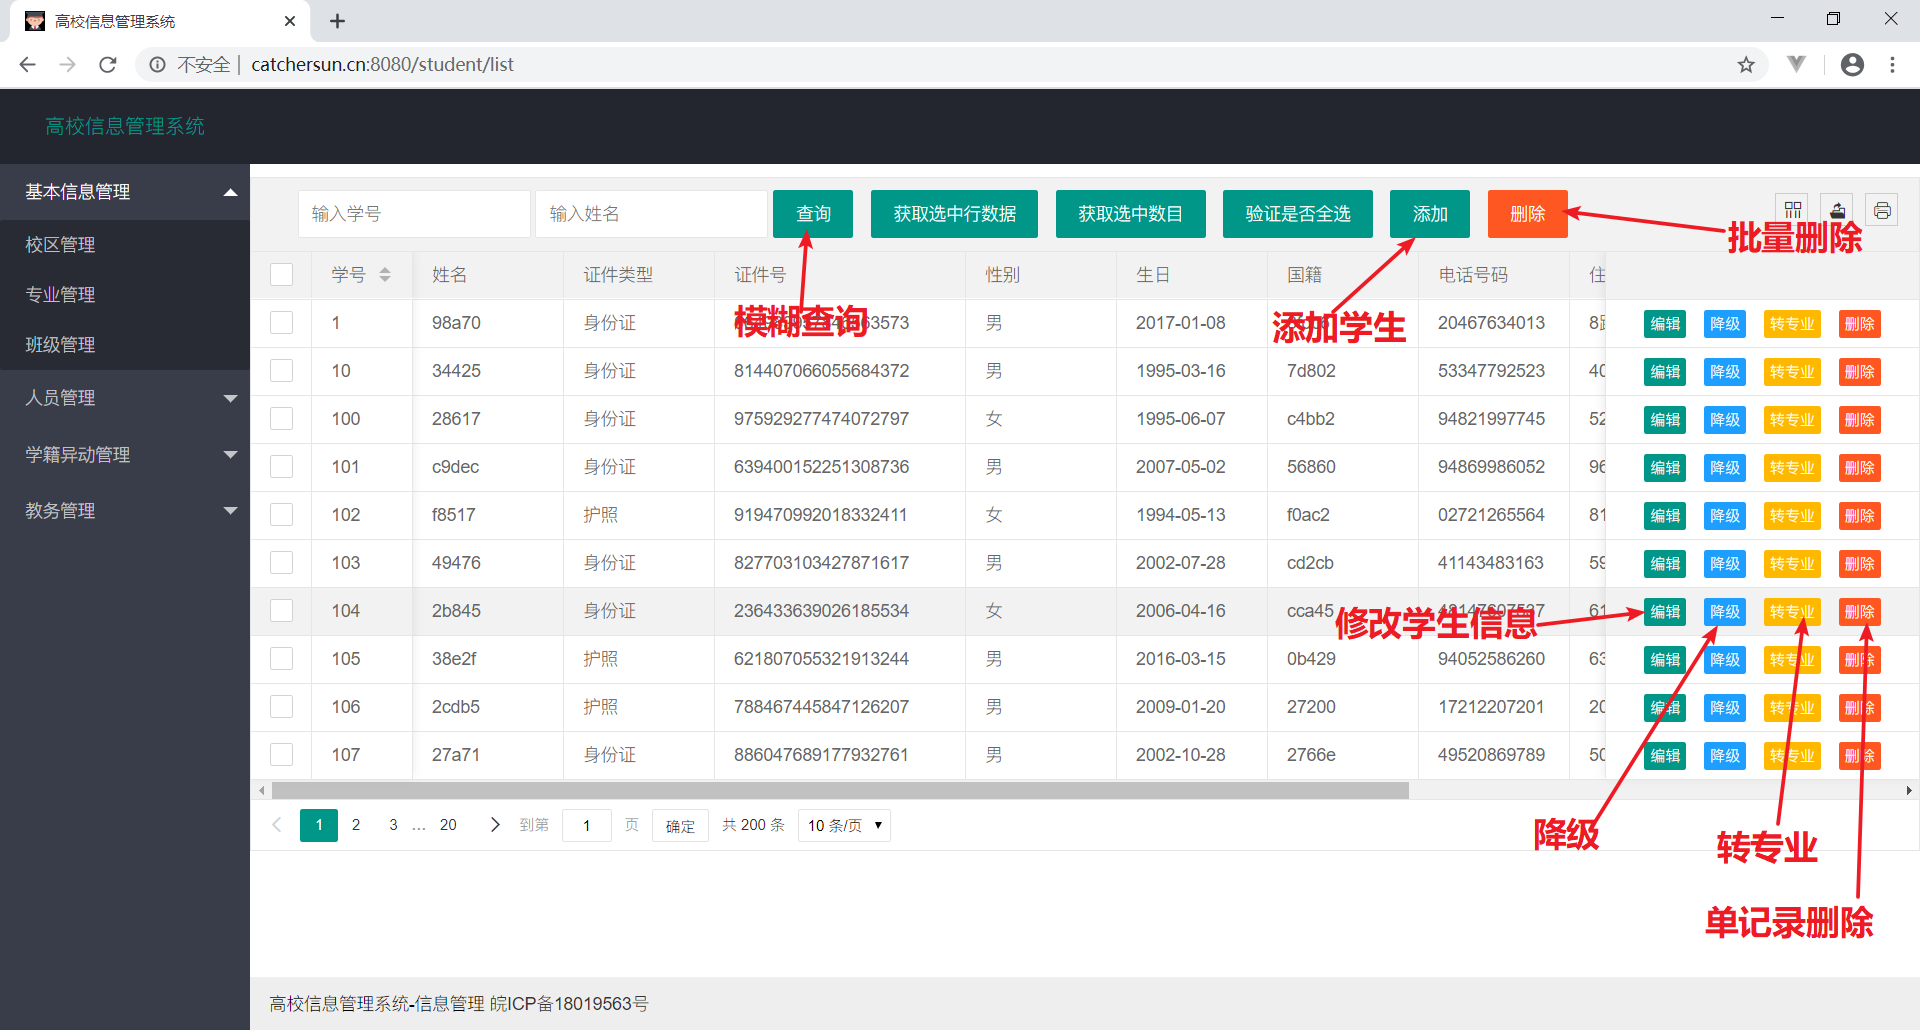 高校信息管理系统
不安全 | catchersun.cn:8080/student/list
高校信息管理系统
基本信息管理
校区管理
专业管理
班级管理
人员管理
学籍异动管理
教务管理
输入学号 输入姓名 查询 获取选中行数据 获取选中数目 验证是否全选 添加 删除
批量删除
学号 姓名 证件类型 证件号 性别 生日 国籍 电话号码 住
模糊查询
添加学生
1 98a70 身份证 63573 男 2017-01-08 20467634013 8 编辑 降级 转专业 删除
10 34425 身份证 814407066055684372 男 1995-03-16 7d802 53347792523 40 编辑 降级 转专业 删除
100 28617 身份证 975929277474072797 女 1995-06-07 c4bb2 94821997745 52 编辑 降级 转专业 删除
101 c9dec 身份证 639400152251308736 男 2007-05-02 56860 94869986052 96 编辑 降级 转专业 删除
102 f8517 护照 919470992018332411 女 1994-05-13 f0ac2 02721265564 81 编辑 降级 转专业 删除
103 49476 身份证 827703103427871617 男 2002-07-28 cd2cb 41143483163 59 编辑 降级 转专业 删除
104 2b845 身份证 236433639026185534 女 2006-04-16 cca45 48147607537 61 编辑 降级 转专业 删除
修改学生信息
105 38e2f 护照 621807055321913244 男 2016-03-15 0b429 94052586260 63 编辑 降级 转专业 删除
106 2cdb5 护照 788467445847126207 男 2009-01-20 27200 17212207201 20 编辑 降级 转专业 删除
107 27a71 身份证 886047689177932761 男 2002-10-28 2766e 49520869789 50 编辑 降级 转专业 删除
1 2 3 … 20 到第 1 页 确定 共 200 条 10 条/页
降级
转专业
单记录删除
高校信息管理系统-信息管理 皖ICP备18019563号